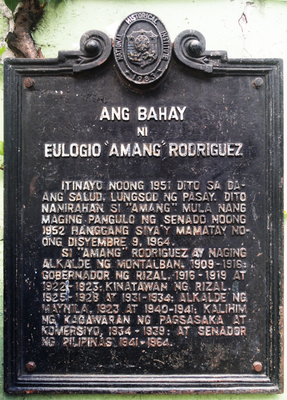 NATIONAL HISTORICAL INSTITUTE
1983
ANG BAHAY
NI
EULOGIO "AMANG" RODRIGUEZ
ITINAYO NOONG 1951 DITO SA DA-
ANG SALUD, LUNGSOD NG PASAY. DITO
NANIRAHAN SI "AMANG" MULA NANG
MAGING PANGULO NG SENADO NOONG
1952 HANGGANG SIYA'Y MAMATAY NO-
ONG DISYEMBRE 9, 1964.
SI "AMANG" RODRIGUEZ AY NAGING
ALKALDE NG MONTALBAN, 1909-1916;
GOBERNADOR NG RIZAL, 1916-1919 AT
1922-1923; KINATAWAN NG RIZAL,
1925-1928 AT 1931-1934; ALKALDE NG
MAYNILA, 1923 AT 1940-1941; KALIHIM
NG KAGAWARAN NG PAGSASAKA AT
KOMERSIYO, 1934-1939; AT SENADOR
NG PILIPINAS, 1941-1964.